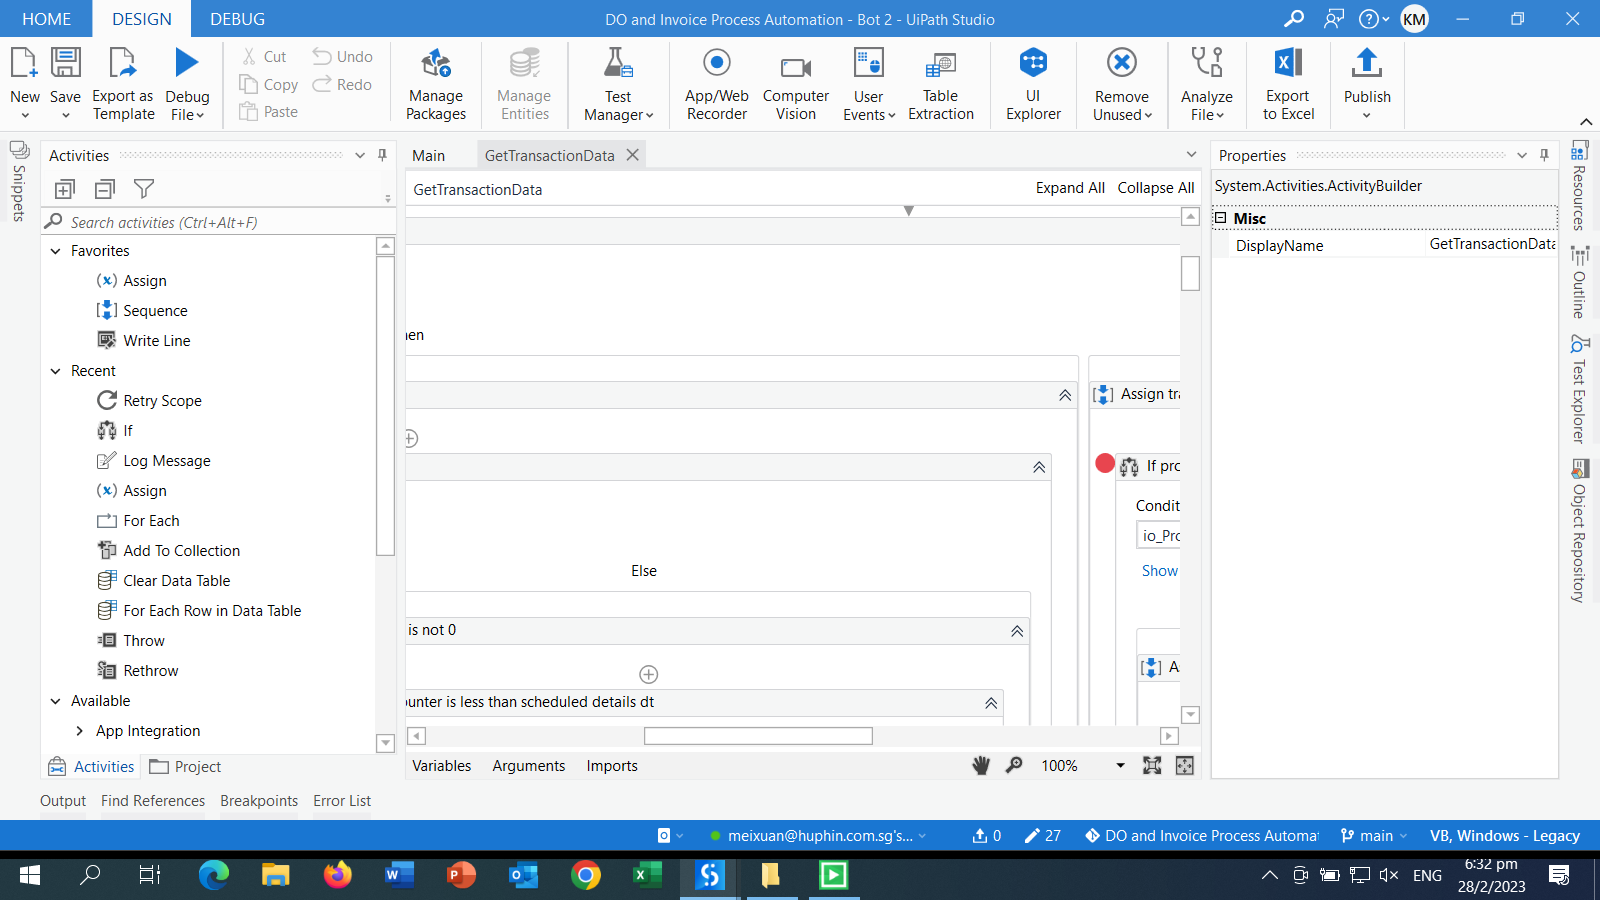 HOME
DESIGN
DEBUG
DO and Invoice Process Automation - Bot 2 - UiPath Studio
KM
New
Save
Export as Template
Debug File
Cut
Copy
Paste
Undo
Redo
Manage Packages
Manage Entities
Test Manager
App/Web Recorder
Computer Vision
User Events
Table Extraction
UI Explorer
Remove Unused
Analyze File
Export to Excel
Publish
Snippets
Activities
Search activities (Ctrl+Alt+F)
Favorites
Assign
Sequence
Write Line
Recent
Retry Scope
If
Log Message
Assign
For Each
Add To Collection
Clear Data Table
For Each Row in Data Table
Throw
Rethrow
Available
App Integration
Activities
Project
Main
GetTransactionData
GetTransactionData
Expand All
Collapse All
hen
Assign tra
If pro
Condit
io_Pro
Show
Else
is not 0
A
ounter is less than scheduled details dt
Variables
Arguments
Imports
100%
Properties
System.Activities.ActivityBuilder
Misc
DisplayName
GetTransactionData
Resources
Outline
Test Explorer
Object Repository
Output
Find References
Breakpoints
Error List
meixuan@huphin.com.sg's...
0
27
DO and Invoice Process Automat
main
VB, Windows - Legacy
ENG
6:32 pm
28/2/2023